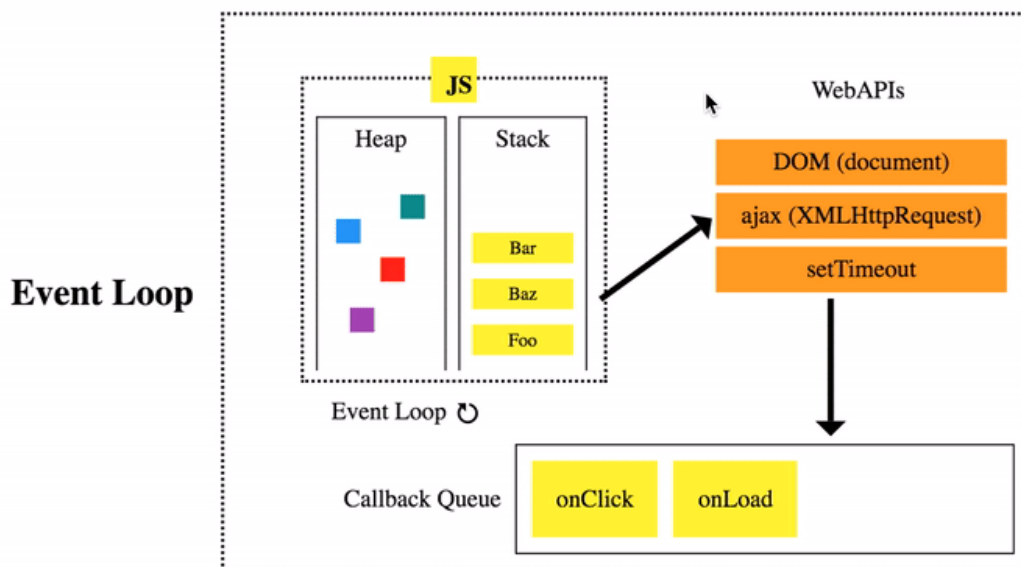 Event Loop
JS
Heap
Stack
Bar
Baz
Foo
Event Loop
WebAPIs
DOM (document)
ajax (XMLHttpRequest)
setTimeout
Callback Queue
onClick
onLoad